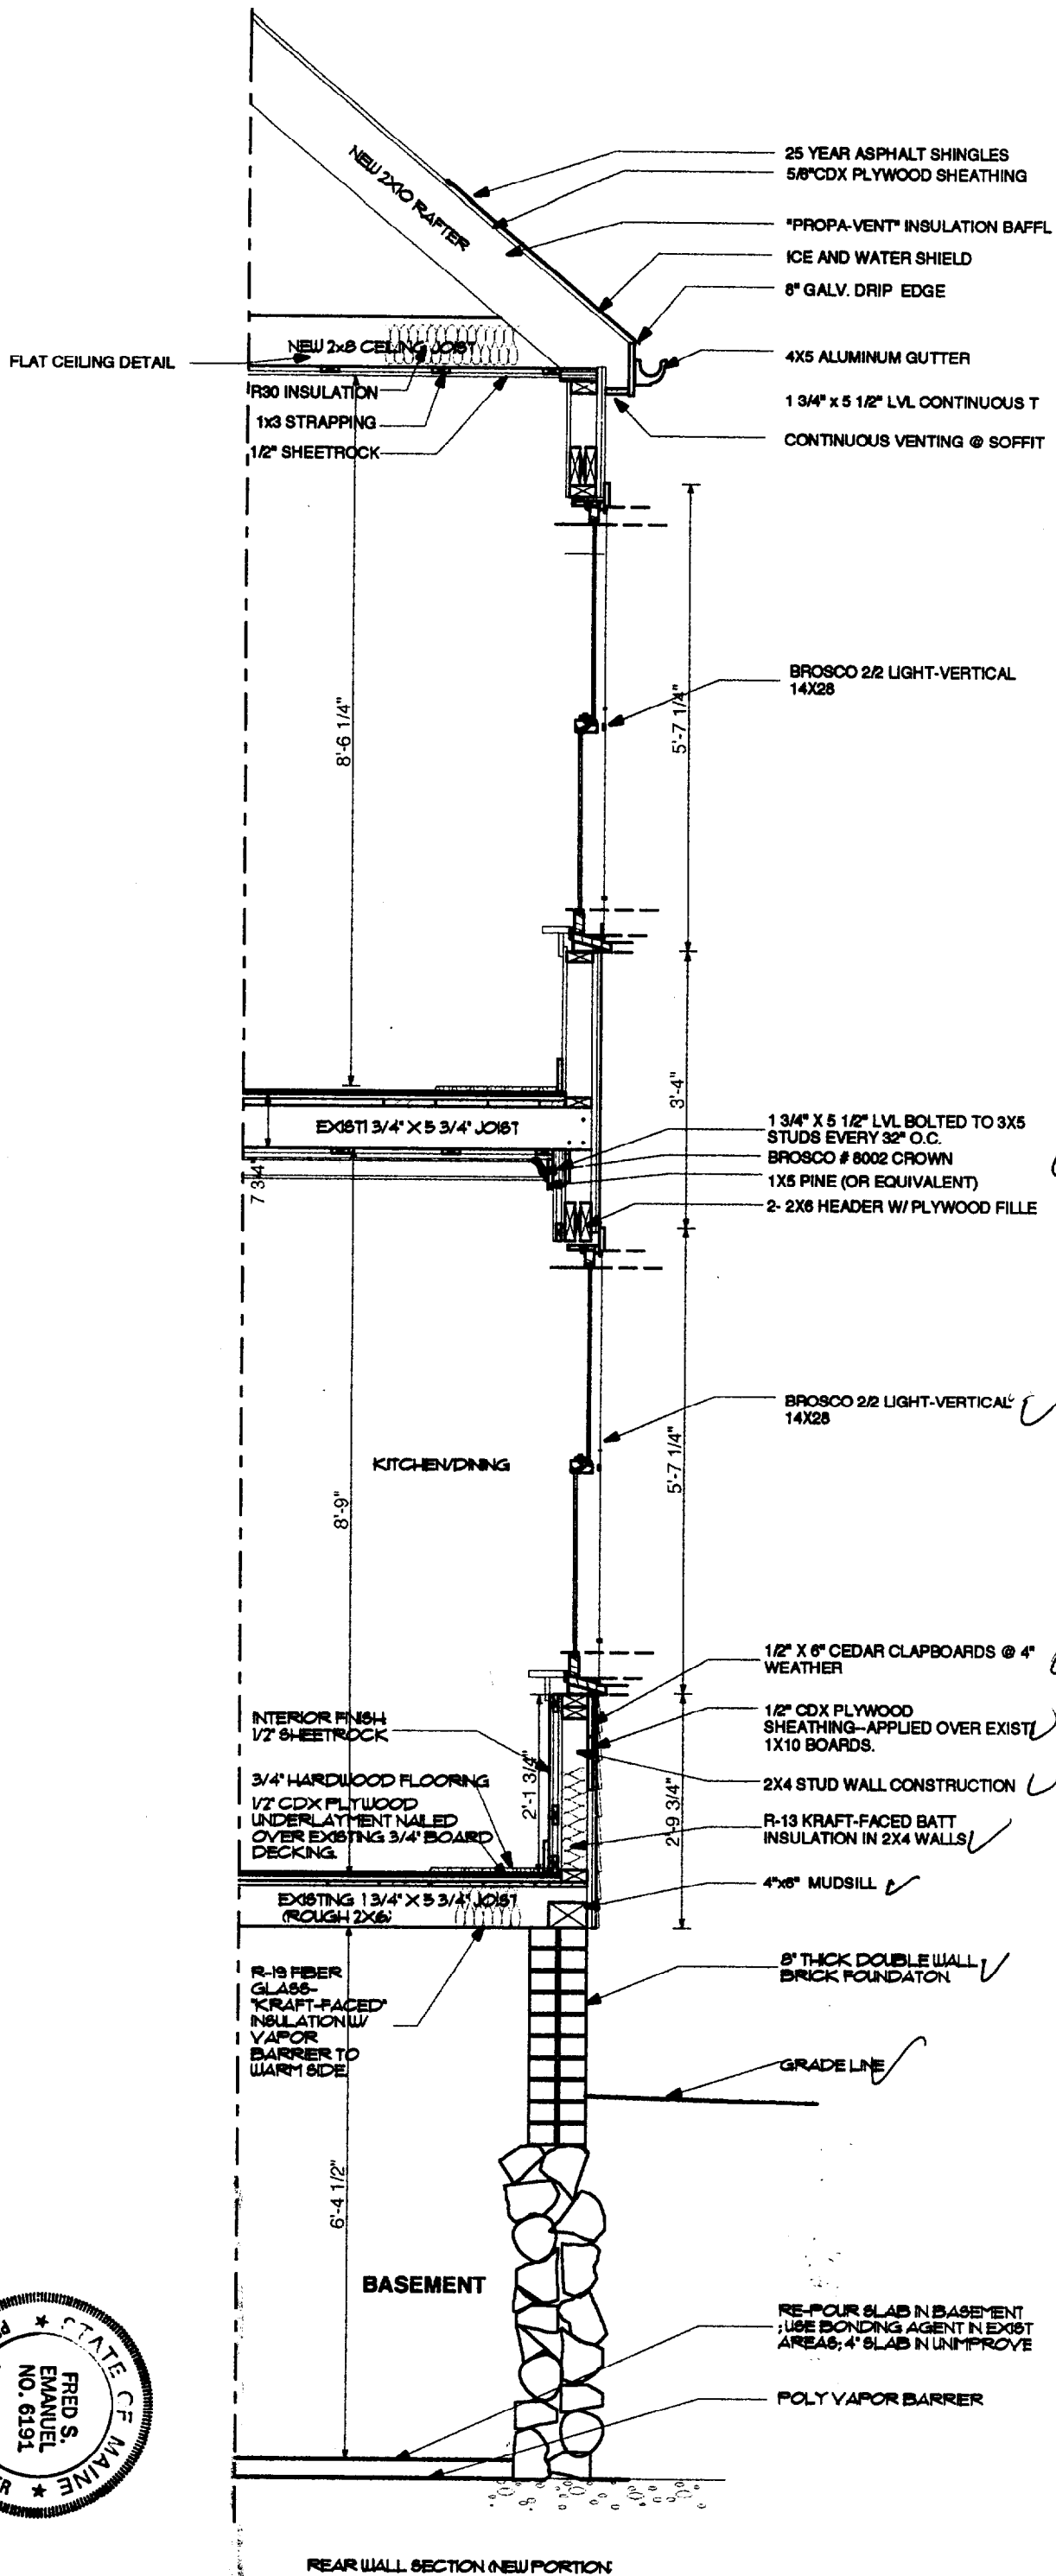 25 YEAR ASPHALT SHINGLES
5/8"CDX PLYWOOD SHEATHING
NEW 2X10 RAFTER
"PROPA-VENT" INSULATION BAFFL
ICE AND WATER SHIELD
8" GALV. DRIP EDGE
FLAT CEILING DETAIL
NEW 2x8 CEILING JOIST
4X5 ALUMINUM GUTTER
R30 INSULATION
1 3/4" x 5 1/2" LVL CONTINUOUS T
1x3 STRAPPING
CONTINUOUS VENTING @ SOFFIT
1/2" SHEETROCK
BROSCO 2/2 LIGHT-VERTICAL
14X28
8'-6 1/4"
5'-7 1/4"
3'-4"
EXIST1 3/4" X 5 3/4" JOIST
1 3/4" X 5 1/2" LVL BOLTED TO 3X5
STUDS EVERY 32" O.C.
BROSCO # 8002 CROWN
1X5 PINE (OR EQUIVALENT)
7 3/4"
2- 2X6 HEADER W/ PLYWOOD FILLE
BROSCO 2/2 LIGHT-VERTICAL
14X28
KITCHEN/DINING
8'-9"
5'-7 1/4"
1/2" X 6" CEDAR CLAPBOARDS @ 4"
WEATHER
INTERIOR FINISH
1/2" SHEETROCK
1/2" CDX PLYWOOD
SHEATHING--APPLIED OVER EXIST
1X10 BOARDS.
2'-1 3/4"
2'-9 3/4"
3/4" HARDWOOD FLOORING
1/2" CDX PLYWOOD
UNDERLAYMENT NAILED
OVER EXISTING 3/4" BOARD
DECKING.
2X4 STUD WALL CONSTRUCTION
R-13 KRAFT-FACED BATT
INSULATION IN 2X4 WALLS
4"x6" MUDSILL
EXISTING 1 3/4" X 5 3/4" JOIST
(ROUGH 2X6)
8" THICK DOUBLE WALL
BRICK FOUNDATON
R-19 FIBER
GLASS-
"KRAFT-FACED"
INSULATION W/
VAPOR
BARRIER TO
WARM SIDE
GRADE LINE
6'-4 1/2"
BASEMENT
RE-POUR SLAB IN BASEMENT
; USE BONDING AGENT IN EXIST
AREAS; 4" SLAB IN UNIMPROVE
POLY VAPOR BARRIER
STATE OF MAINE
FRED S.
EMANUEL
NO. 6191
REAR WALL SECTION (NEW PORTION